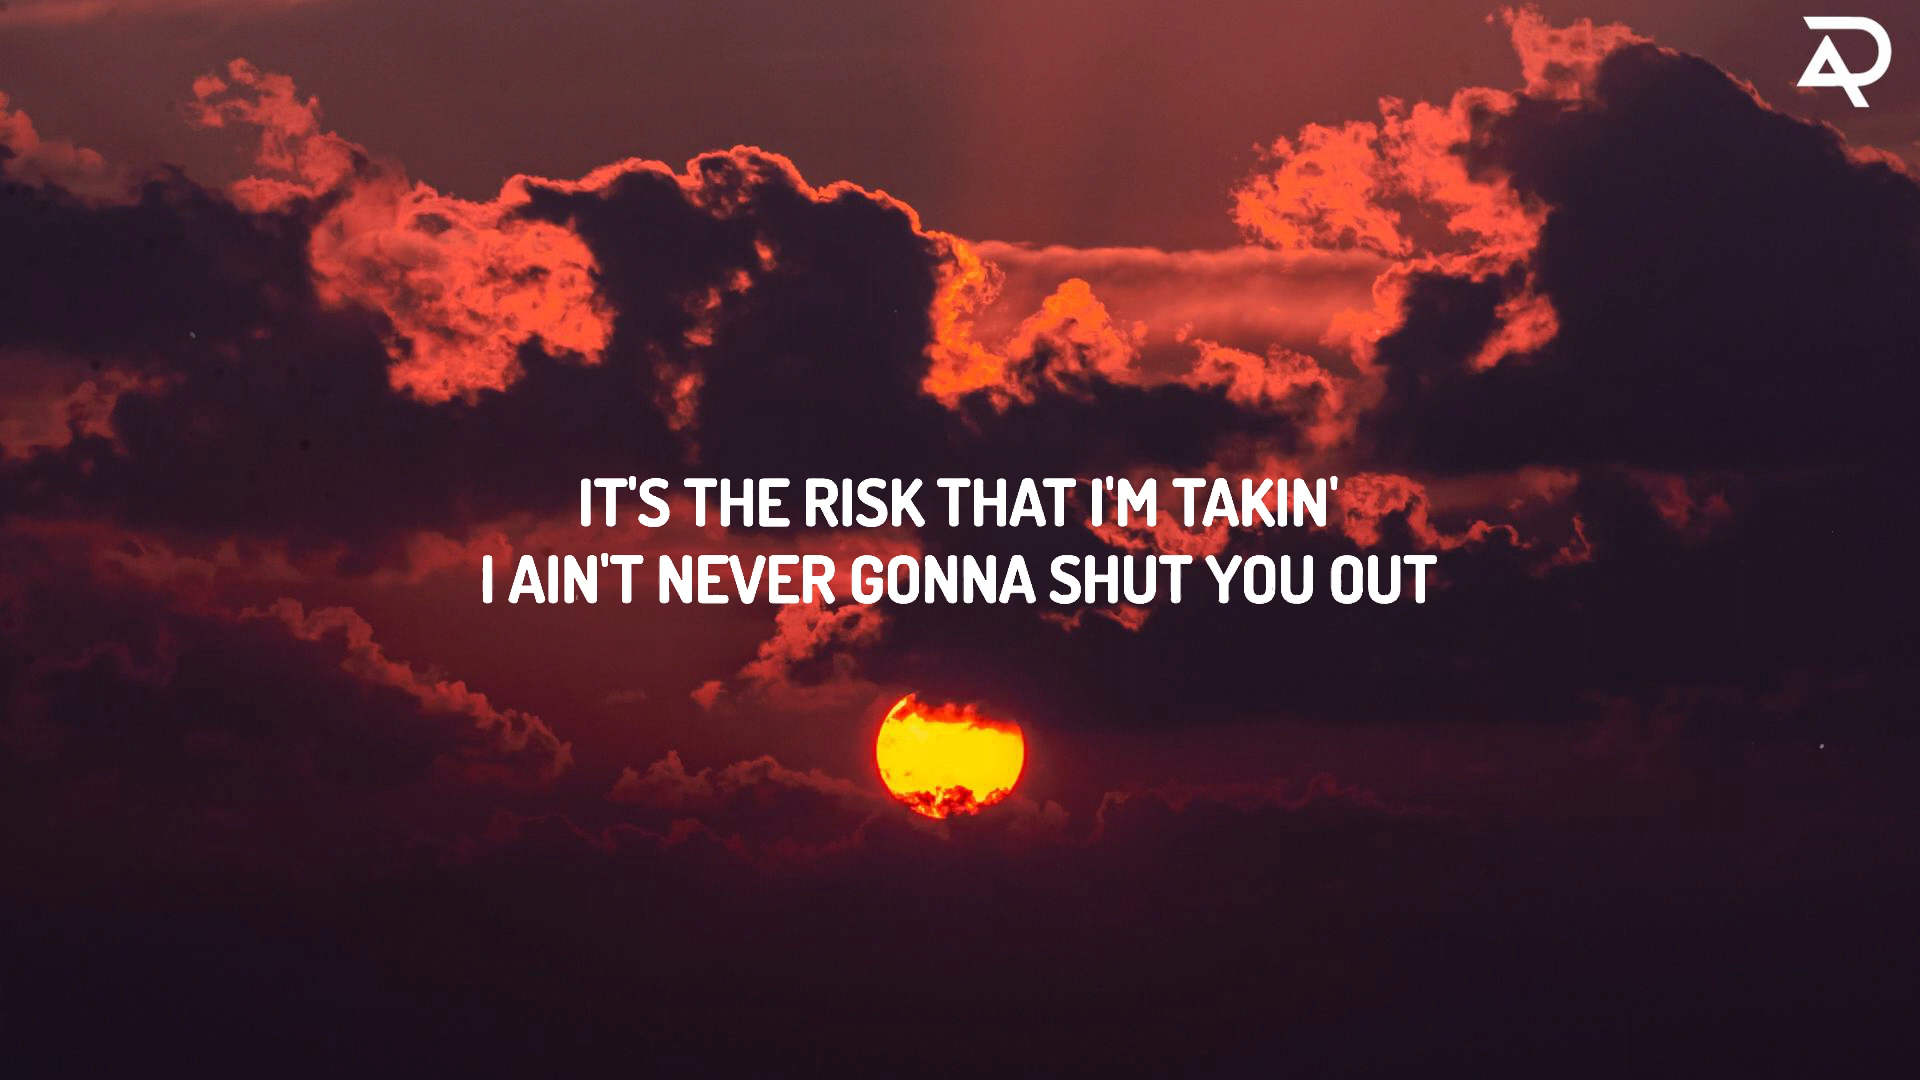 IT'S THE RISK THAT I'M TAKIN'
I AIN'T NEVER GONNA SHUT YOU OUT